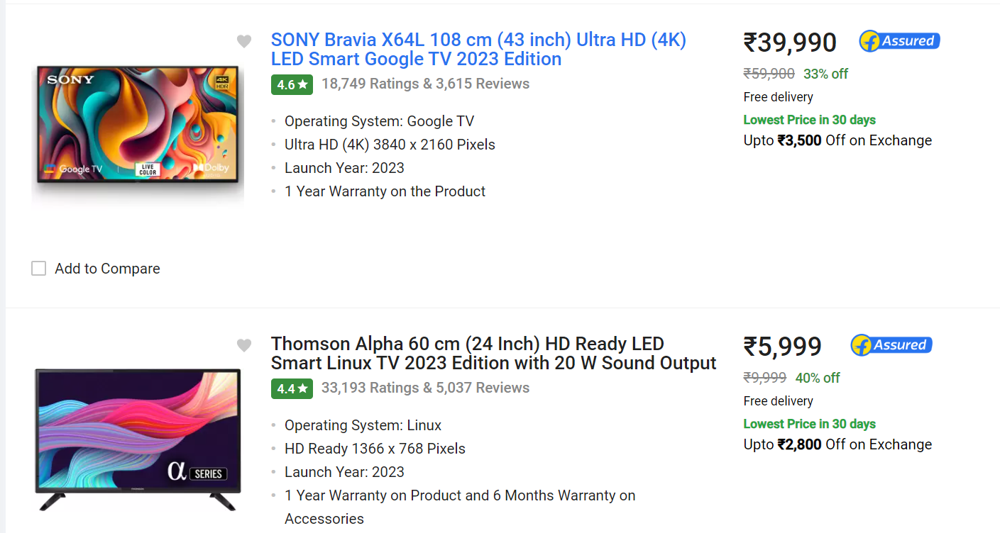 SONY Bravia X64L 108 cm (43 inch) Ultra HD (4K)
LED Smart Google TV 2023 Edition
4.6★ 18,749 Ratings & 3,615 Reviews
Operating System: Google TV
Ultra HD (4K) 3840 x 2160 Pixels
Launch Year: 2023
1 Year Warranty on the Product
₹39,990
Assured
₹59,900 33% off
Free delivery
Lowest Price in 30 days
Upto ₹3,500 Off on Exchange
SONY
4K
HDR
Google TV
LIVE
COLOR
Dolby
Add to Compare
Thomson Alpha 60 cm (24 Inch) HD Ready LED
Smart Linux TV 2023 Edition with 20 W Sound Output
4.4★ 33,193 Ratings & 5,037 Reviews
Operating System: Linux
HD Ready 1366 x 768 Pixels
Launch Year: 2023
1 Year Warranty on Product and 6 Months Warranty on
Accessories
₹5,999
Assured
₹9,999 40% off
Free delivery
Lowest Price in 30 days
Upto ₹2,800 Off on Exchange
α SERIES